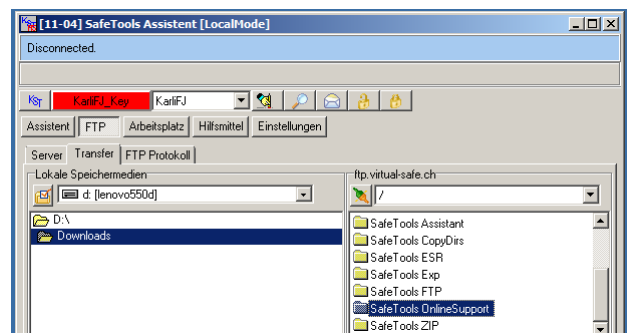 [11-04] SafeTools Assistent [LocalMode]
Disconnected.
KST KarliFJ_Key KarliFJ
Assistent FTP Arbeitsplatz Hilfsmittel Einstellungen
Server Transfer FTP Protokoll
Lokale Speichermedien
d: [lenovo550d]
D:\
Downloads
ftp.virtual-safe.ch
/
SafeTools Assistant
SafeTools CopyDirs
SafeTools ESR
SafeTools Exp
SafeTools FTP
SafeTools OnlineSupport
SafeTools ZIP